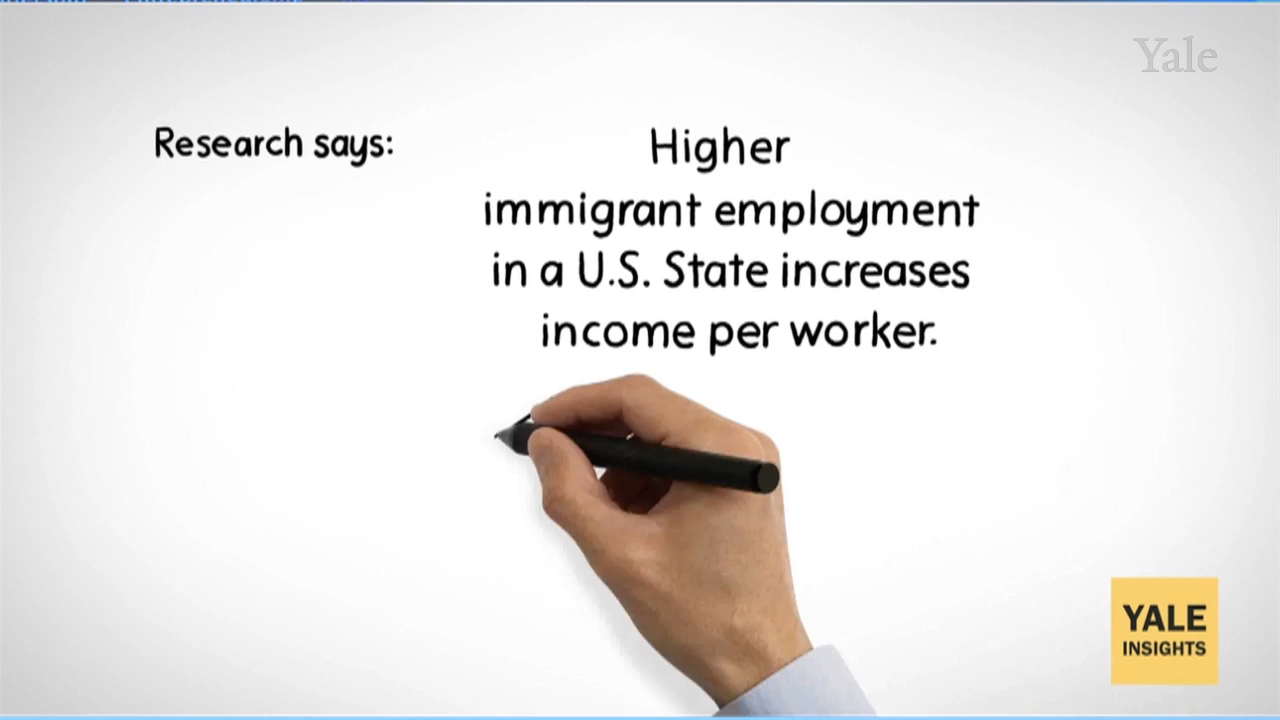 Yale
Research says:
Higher
immigrant employment
in a U.S. State increases
income per worker.
YALE
INSIGHTS